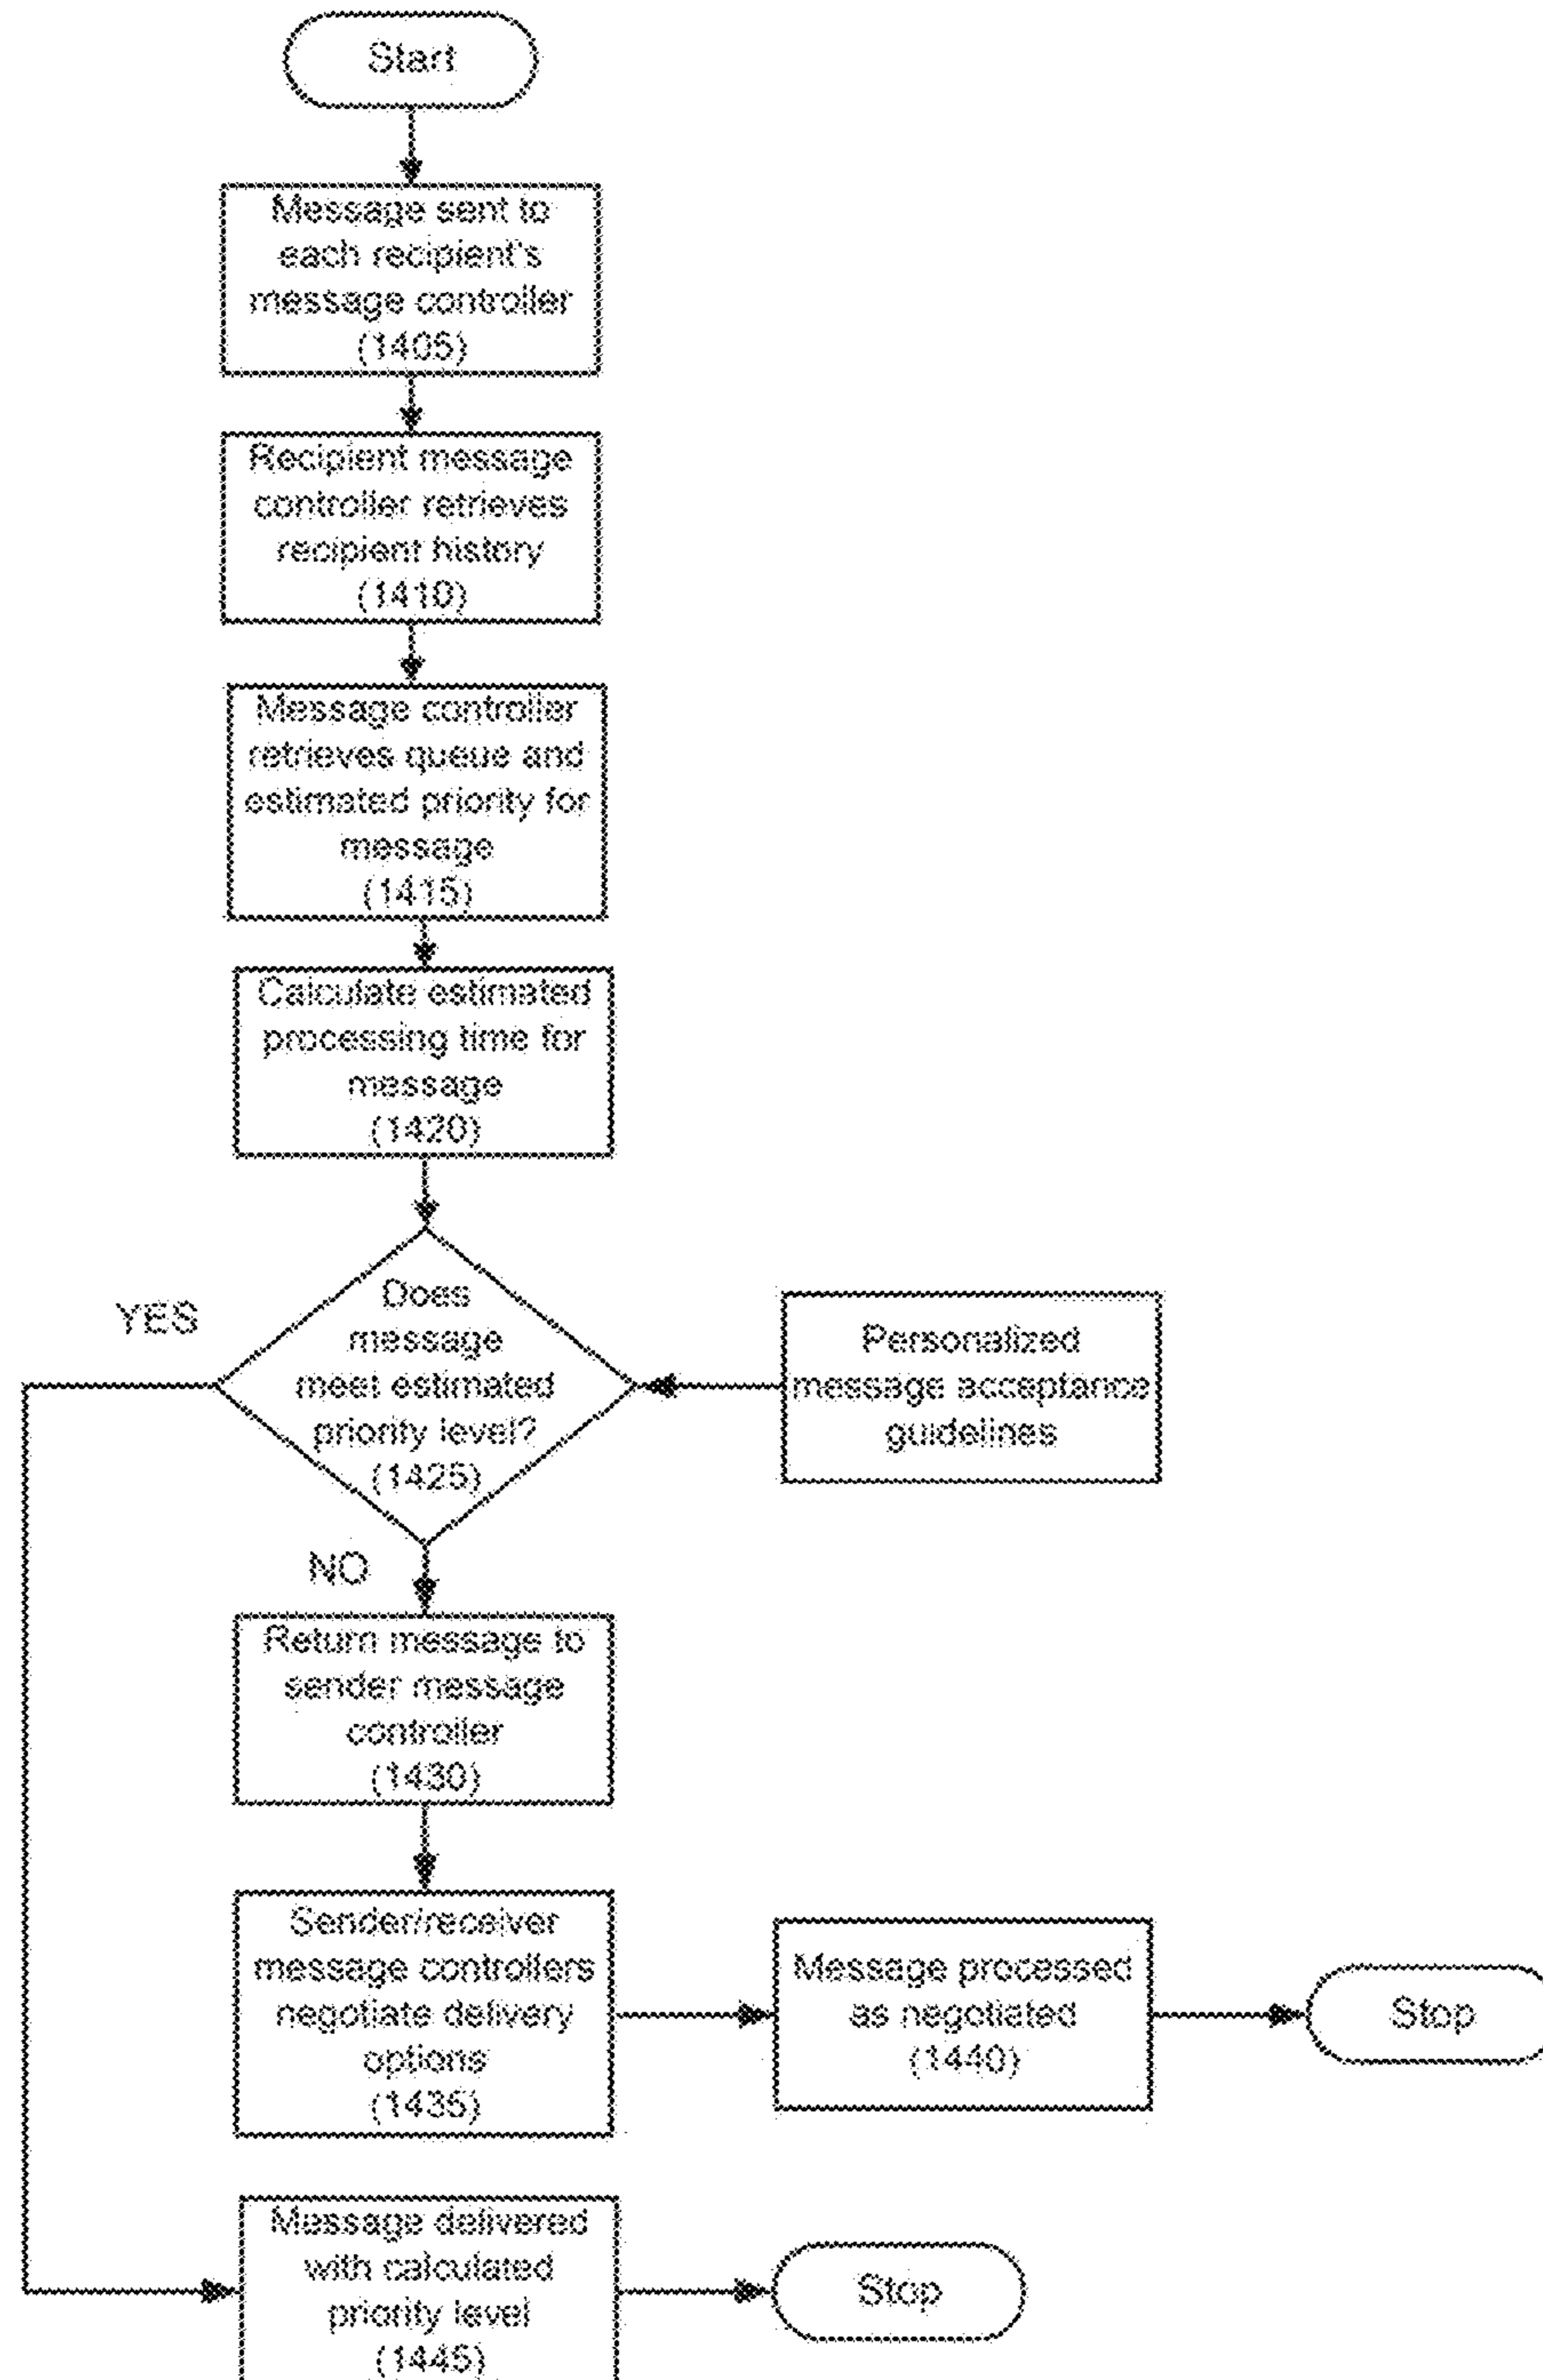 Start
Message sent to
each recipient's
message controller
(1405)
Recipient message
controller retrieves
recipient history
(1410)
Message controller
retrieves queue and
estimated priority for
message
(1415)
Calculate estimated
processing time for
message
(1420)
YES
Does
message
meet estimated
priority level?
(1425)
Personalized
message acceptance
guidelines
NO
Return message to
sender message
controller
(1430)
Sender/receiver
message controllers
negotiate delivery
options
(1435)
Message processed
as negotiated
(1440)
Stop
Message delivered
with calculated
priority level
(1445)
Stop